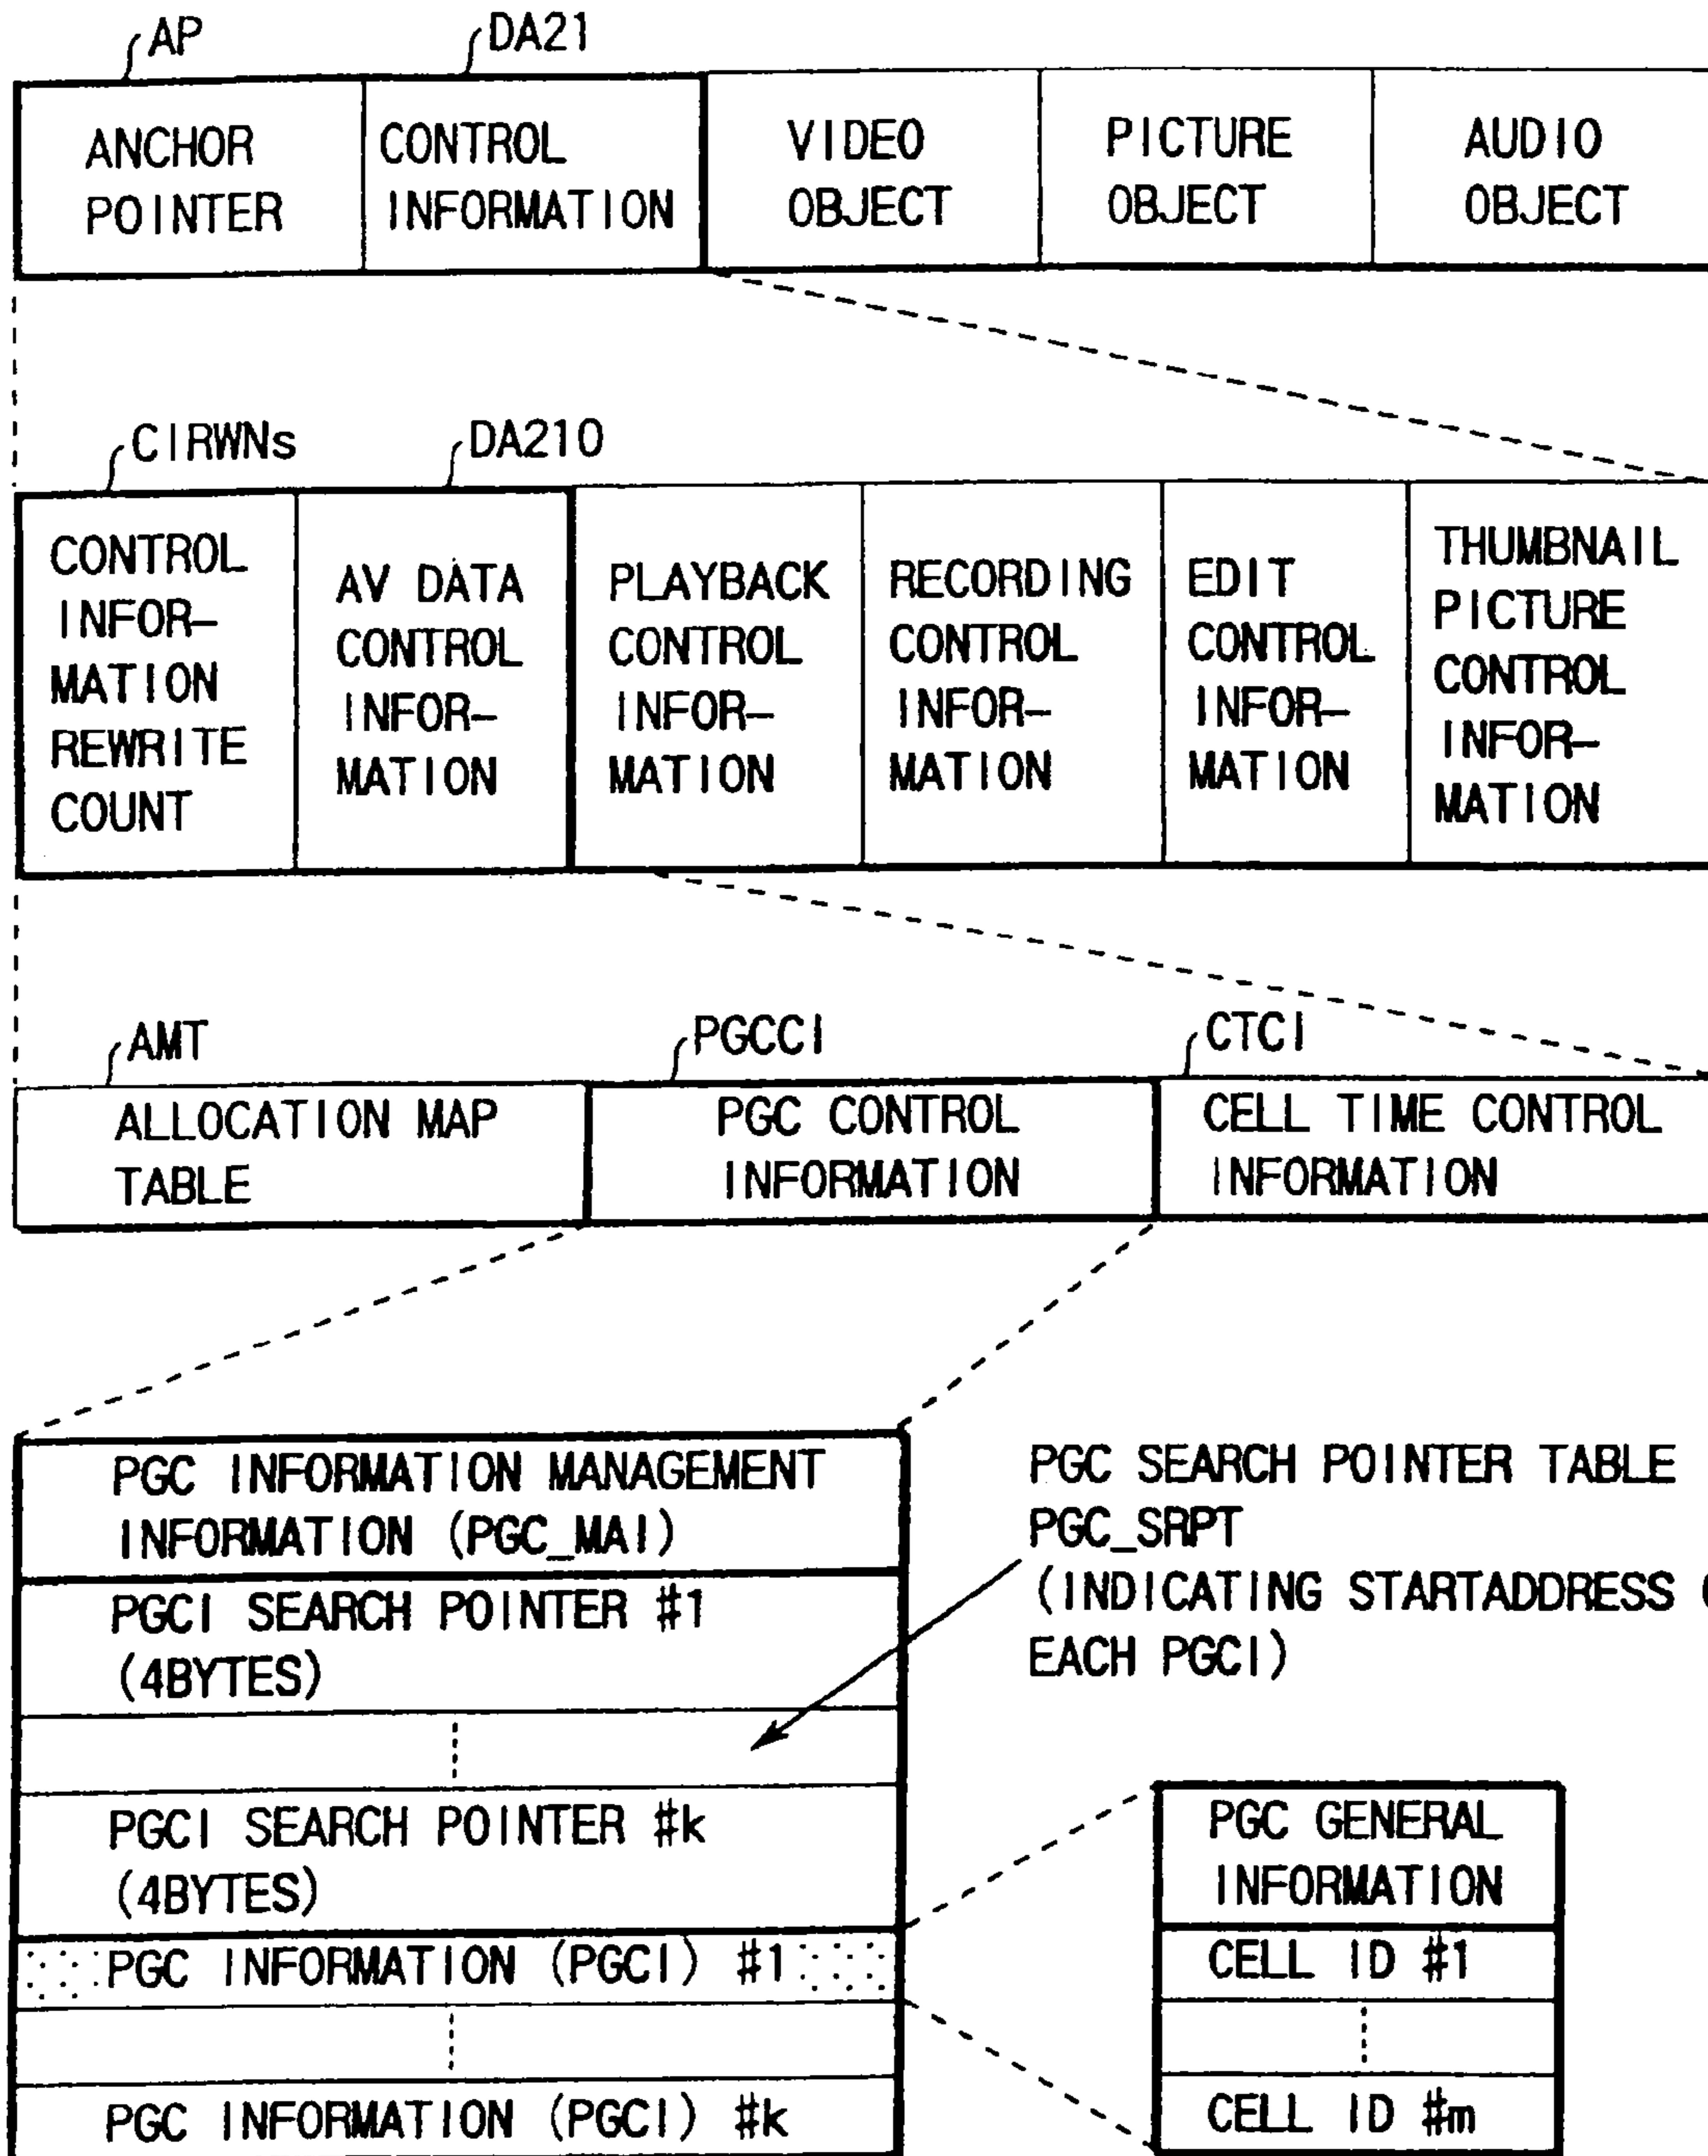 AP
DA21
ANCHOR
POINTER
CONTROL
INFORMATION
VIDEO
OBJECT
PICTURE
OBJECT
AUDIO
OBJECT
CIRWNs
DA210
CONTROL
INFOR-
MATION
REWRITE
COUNT
AV DATA
CONTROL
INFOR-
MATION
PLAYBACK
CONTROL
INFOR-
MATION
RECORDING
CONTROL
INFOR-
MATION
EDIT
CONTROL
INFOR-
MATION
THUMBNAIL
PICTURE
CONTROL
INFOR-
MATION
AMT
PGCCI
CTCI
ALLOCATION MAP
TABLE
PGC CONTROL
INFORMATION
CELL TIME CONTROL
INFORMATION
PGC INFORMATION MANAGEMENT
INFORMATION (PGC_MAI)
PGCI SEARCH POINTER #1
(4BYTES)
PGCI SEARCH POINTER #k
(4BYTES)
PGC INFORMATION (PGCI) #1
PGC INFORMATION (PGCI) #k
PGC SEARCH POINTER TABLE
PGC_SRPT
(INDICATING STARTADDRESS
EACH PGCI)
PGC GENERAL
INFORMATION
CELL ID #1
CELL ID #m